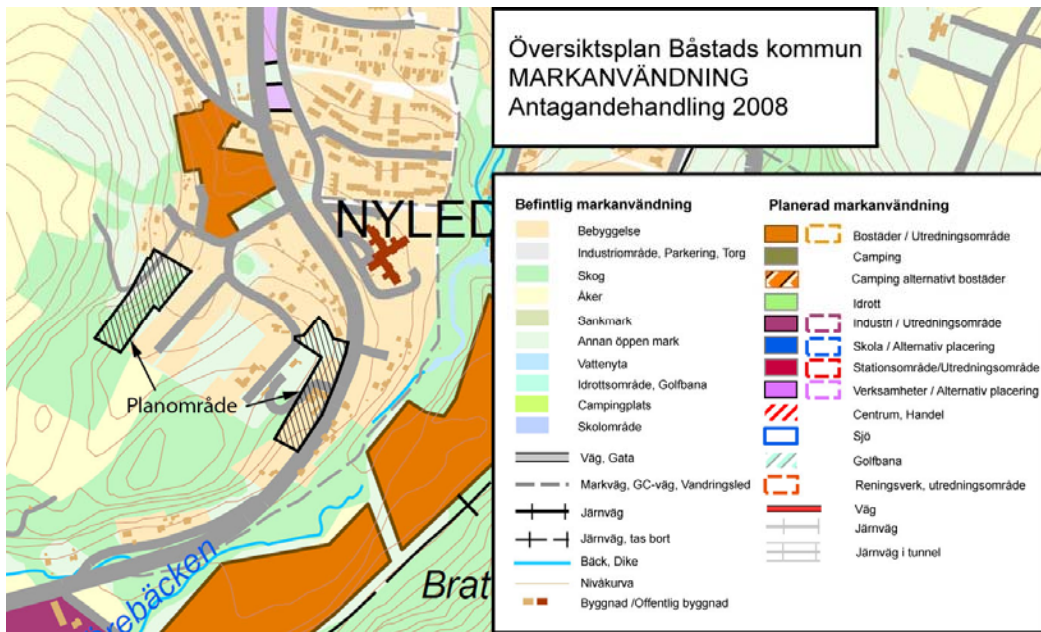 Översiktsplan Båstads kommun
MARKANVÄNDNING
Antagandehandling 2008
NYLED
Planområde
rebäcken
Brat
Befintlig markanvändning
Bebyggelse
Industriområde, Parkering, Torg
Skog
Åker
Sankmark
Annan öppen mark
Vattenyta
Idrottsområde, Golfbana
Campingplats
Skolområde
Väg, Gata
Markväg, GC-väg, Vandringsled
Järnväg
Järnväg, tas bort
Bäck, Dike
Nivåkurva
Byggnad /Offentlig byggnad
Planerad markanvändning
Bostäder / Utredningsområde
Camping
Camping alternativt bostäder
Idrott
Industri / Utredningsområde
Skola / Alternativ placering
Stationsområde/Utredningsområde
Verksamheter / Alternativ placering
Centrum, Handel
Sjö
Golfbana
Reningsverk, utredningsområde
Väg
Järnväg
Järnväg i tunnel